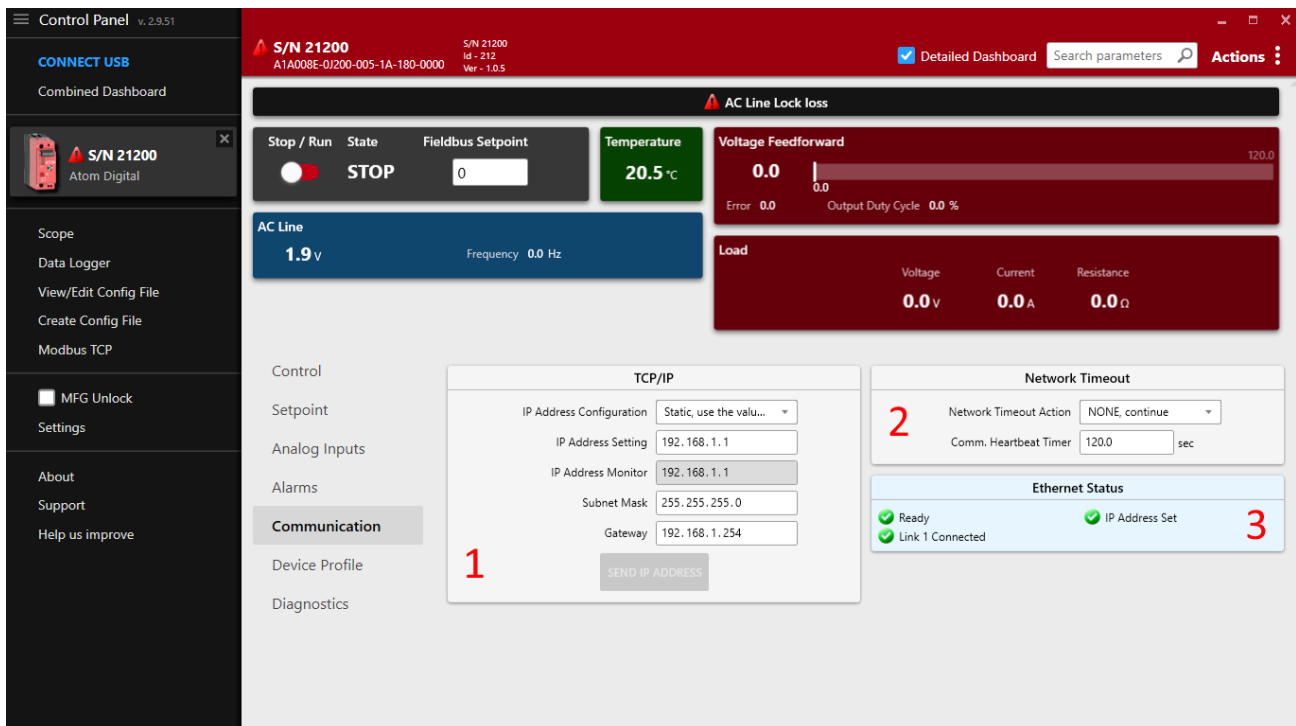 Control Panel v. 2.9.51
CONNECT USB
Combined Dashboard
S/N 21200
Atom Digital
Scope
Data Logger
View/Edit Config File
Create Config File
Modbus TCP
MFG Unlock
Settings
About
Support
Help us improve
S/N 21200
A1A008E-0J200-005-1A-180-0000
S/N 21200
Id - 212
Ver - 1.0.5
Detailed Dashboard
Search parameters
Actions
AC Line Lock loss
Stop / Run State Fieldbus Setpoint
STOP 0
Temperature
20.5 °C
Voltage Feedforward
0.0 120.0
0.0
Error 0.0 Output Duty Cycle 0.0 %
AC Line
1.9 V Frequency 0.0 Hz
Load
Voltage Current Resistance
0.0 V 0.0 A 0.0 Ω
Control
Setpoint
Analog Inputs
Alarms
Communication
Device Profile
Diagnostics
TCP/IP
IP Address Configuration Static, use the valu...
IP Address Setting 192.168.1.1
IP Address Monitor 192.168.1.1
Subnet Mask 255.255.255.0
Gateway 192.168.1.254
1 SEND IP ADDRESS
Network Timeout
2 Network Timeout Action NONE, continue
Comm. Heartbeat Timer 120.0 sec
Ethernet Status
Ready IP Address Set 3
Link 1 Connected